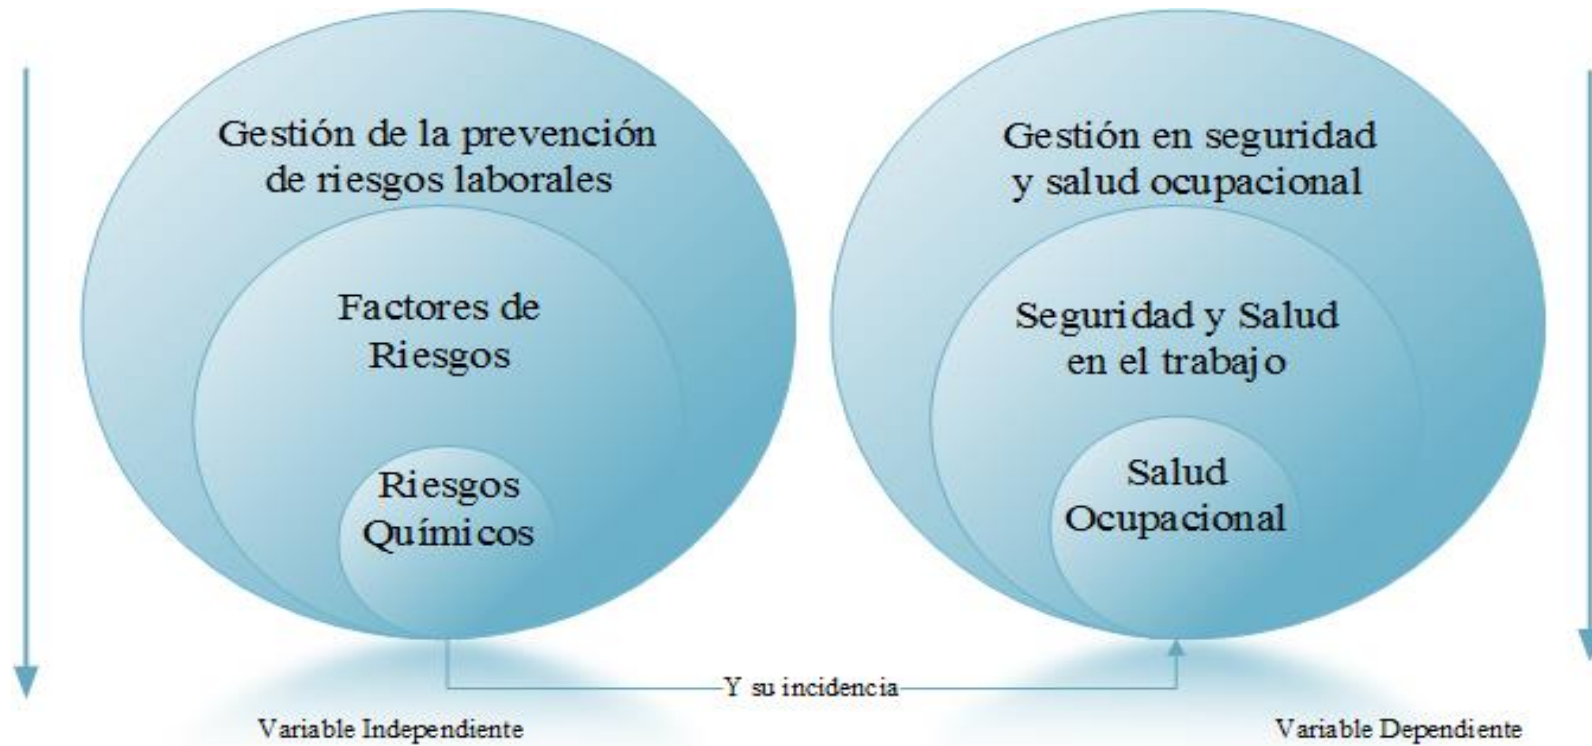 Gestión de la prevención
de riesgos laborales
Factores de
Riesgos
Riesgos
Químicos
Gestión en seguridad
y salud ocupacional
Seguridad y Salud
en el trabajo
Salud
Ocupacional
Y su incidencia
Variable Independiente
Variable Dependiente